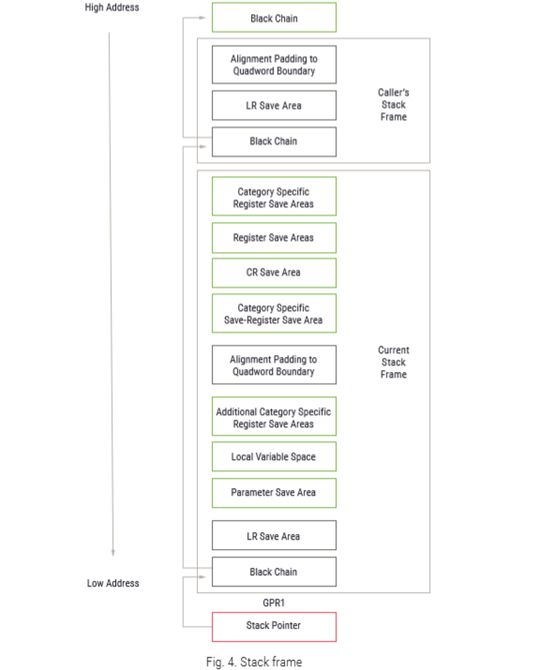 High Address
Black Chain
Alignment Padding to
Quadword Boundary
LR Save Area
Black Chain
Caller's
Stack
Frame
Category Specific
Register Save Areas
Register Save Areas
CR Save Area
Category Specific
Save-Register Save Area
Alignment Padding to
Quadword Boundary
Current
Stack
Frame
Additional Category Specific
Register Save Areas
Local Variable Space
Parameter Save Area
LR Save Area
Black Chain
Low Address
GPR1
Stack Pointer
Fig. 4. Stack frame